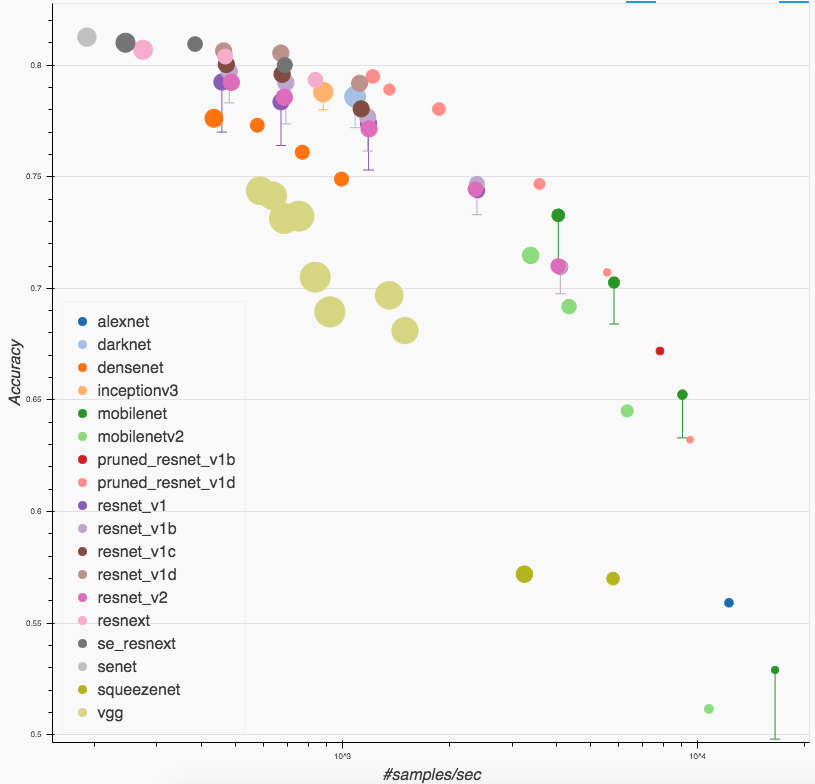 0.8
0.75
0.7
0.65
0.6
0.55
0.5
Accuracy
alexnet
darknet
densenet
inceptionv3
mobilenet
mobilenetv2
pruned_resnet_v1b
pruned_resnet_v1d
resnet_v1
resnet_v1b
resnet_v1c
resnet_v1d
resnet_v2
resnext
se_resnext
senet
squeezenet
vgg
10^3 10^4
#samples/sec